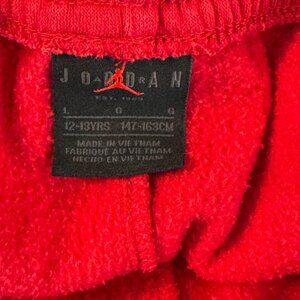 JORDAN
EST. 1985
L G G
12-13YRS 147-163CM
MADE IN VIETNAM
FABRIQUÉ AU VIETNAM
HECHO EN VIETNAM